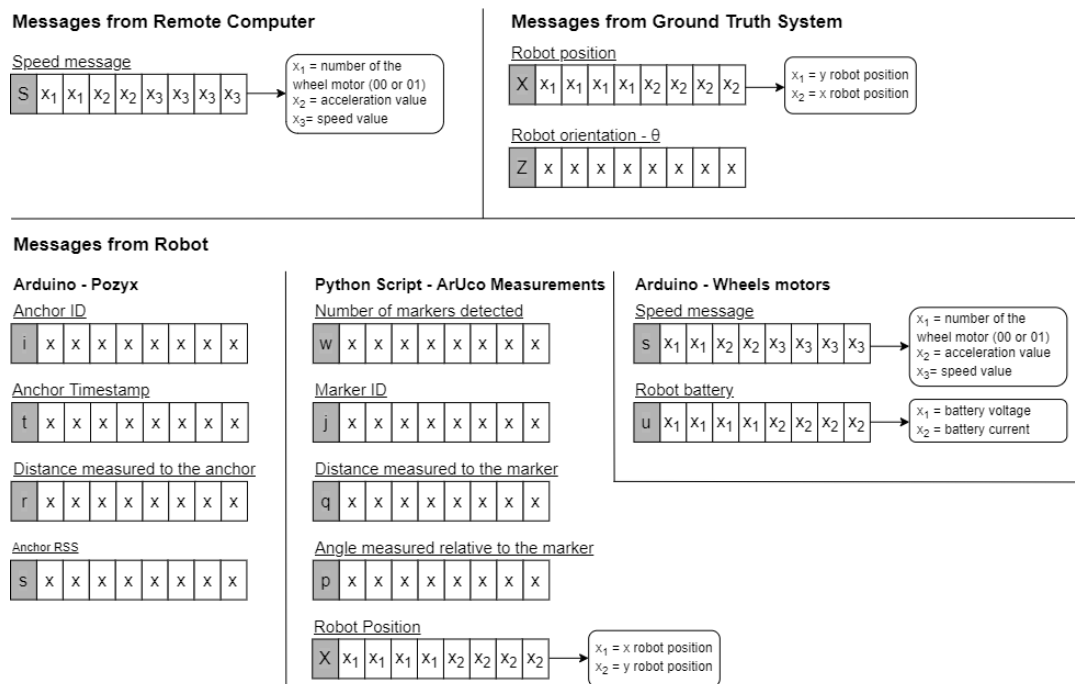 Messages from Remote Computer
Speed message
S x1 x1 x2 x2 x3 x3 x3 x3
x1 = number of the
wheel motor (00 or 01)
x2 = acceleration value
x3= speed value
Messages from Ground Truth System
Robot position
X x1 x1 x1 x1 x2 x2 x2 x2
x1 = y robot position
x2 = x robot position
Robot orientation - θ
Z x x x x x x x x
Messages from Robot
Arduino - Pozyx
Anchor ID
i x x x x x x x x
Anchor Timestamp
t x x x x x x x x
Distance measured to the anchor
r x x x x x x x x
Anchor RSS
s x x x x x x x x
Python Script - ArUco Measurements
Number of markers detected
w x x x x x x x x
Marker ID
j x x x x x x x x
Distance measured to the marker
q x x x x x x x x
Angle measured relative to the marker
p x x x x x x x x
Robot Position
X x1 x1 x1 x1 x2 x2 x2 x2
x1 = x robot position
x2 = y robot position
Arduino - Wheels motors
Speed message
s x1 x1 x2 x2 x3 x3 x3 x3
x1 = number of the
wheel motor (00 or 01)
x2 = acceleration value
x3= speed value
Robot battery
u x1 x1 x1 x1 x2 x2 x2 x2
x1 = battery voltage
x2 = battery current